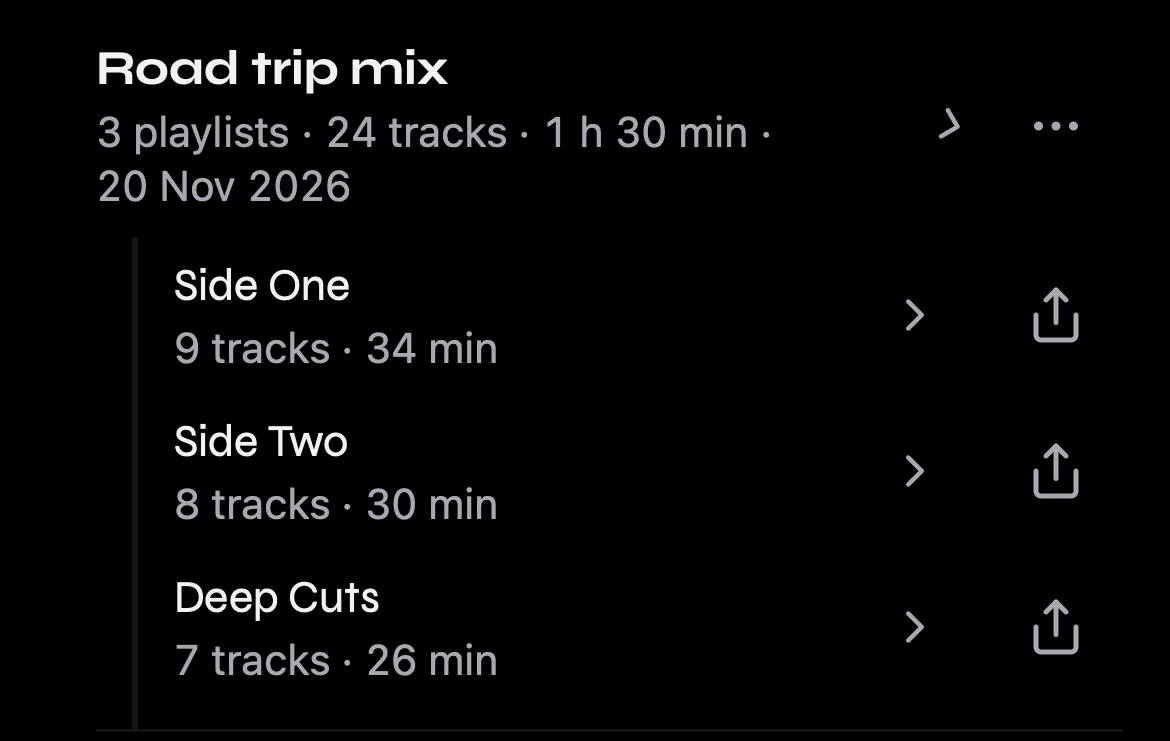 Road trip mix
3 playlists · 24 tracks · 1 h 30 min ·
20 Nov 2026
Side One
9 tracks · 34 min
Side Two
8 tracks · 30 min
Deep Cuts
7 tracks · 26 min